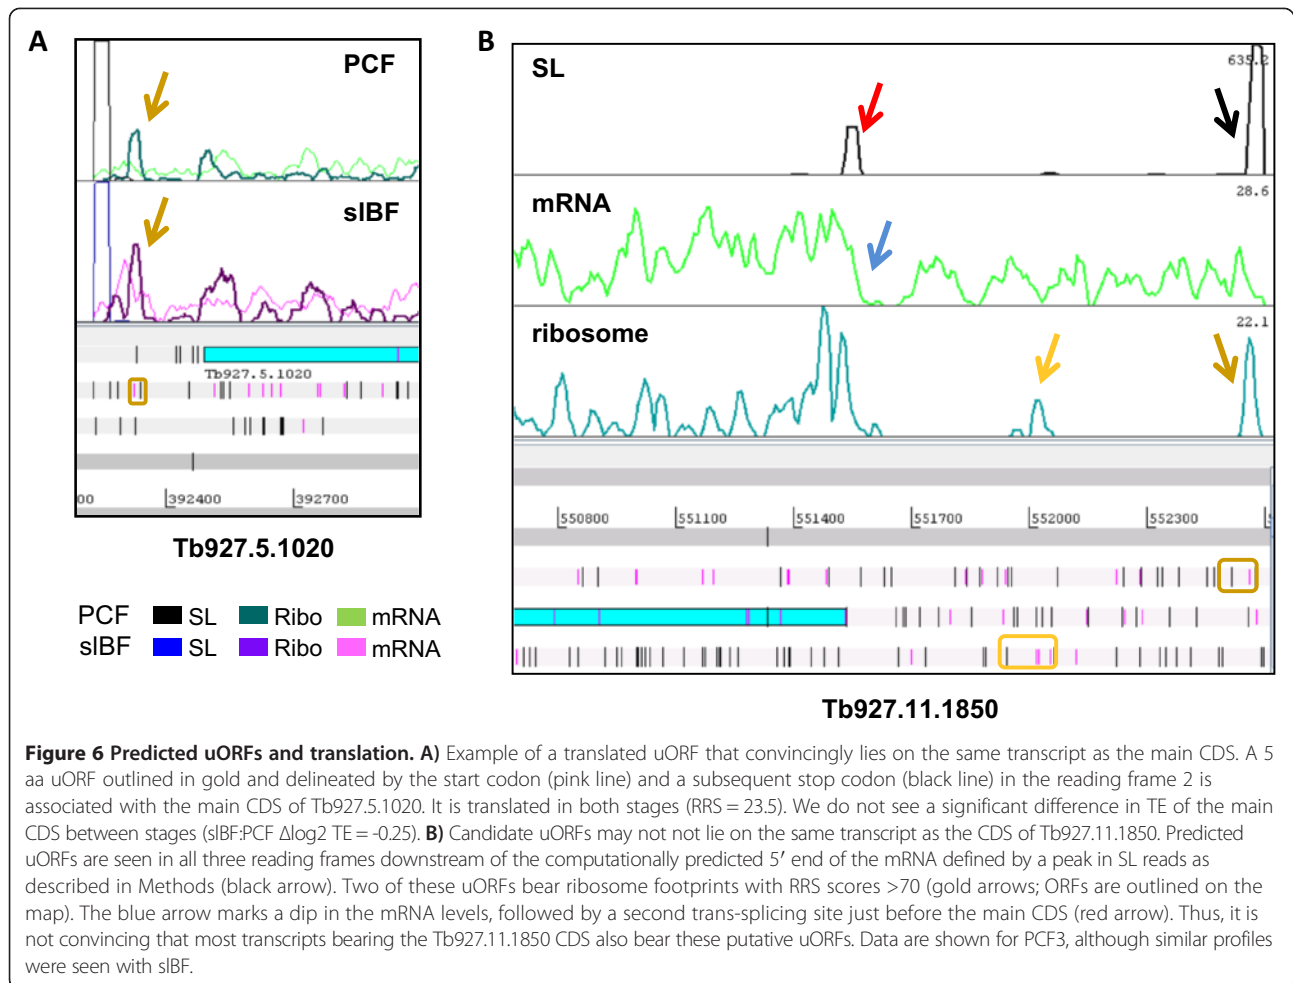 A
PCF
slBF
Tb927.5.1020
00
392400
392700
Tb927.5.1020
PCF SL Ribo mRNA
slBF SL Ribo mRNA
B
SL
635.2
mRNA
28.6
ribosome
22.1
550800
551100
551400
551700
552000
552300
Tb927.11.1850
Figure 6 Predicted uORFs and translation. A) Example of a translated uORF that convincingly lies on the same transcript as the main CDS. A 5
aa uORF outlined in gold and delineated by the start codon (pink line) and a subsequent stop codon (black line) in the reading frame 2 is
associated with the main CDS of Tb927.5.1020. It is translated in both stages (RRS = 23.5). We do not see a significant difference in TE of the main
CDS between stages (slBF:PCF Δlog2 TE = -0.25). B) Candidate uORFs may not not lie on the same transcript as the CDS of Tb927.11.1850. Predicted
uORFs are seen in all three reading frames downstream of the computationally predicted 5′ end of the mRNA defined by a peak in SL reads as
described in Methods (black arrow). Two of these uORFs bear ribosome footprints with RRS scores >70 (gold arrows; ORFs are outlined on the
map). The blue arrow marks a dip in the mRNA levels, followed by a second trans-splicing site just before the main CDS (red arrow). Thus, it is
not convincing that most transcripts bearing the Tb927.11.1850 CDS also bear these putative uORFs. Data are shown for PCF3, although similar profiles
were seen with slBF.